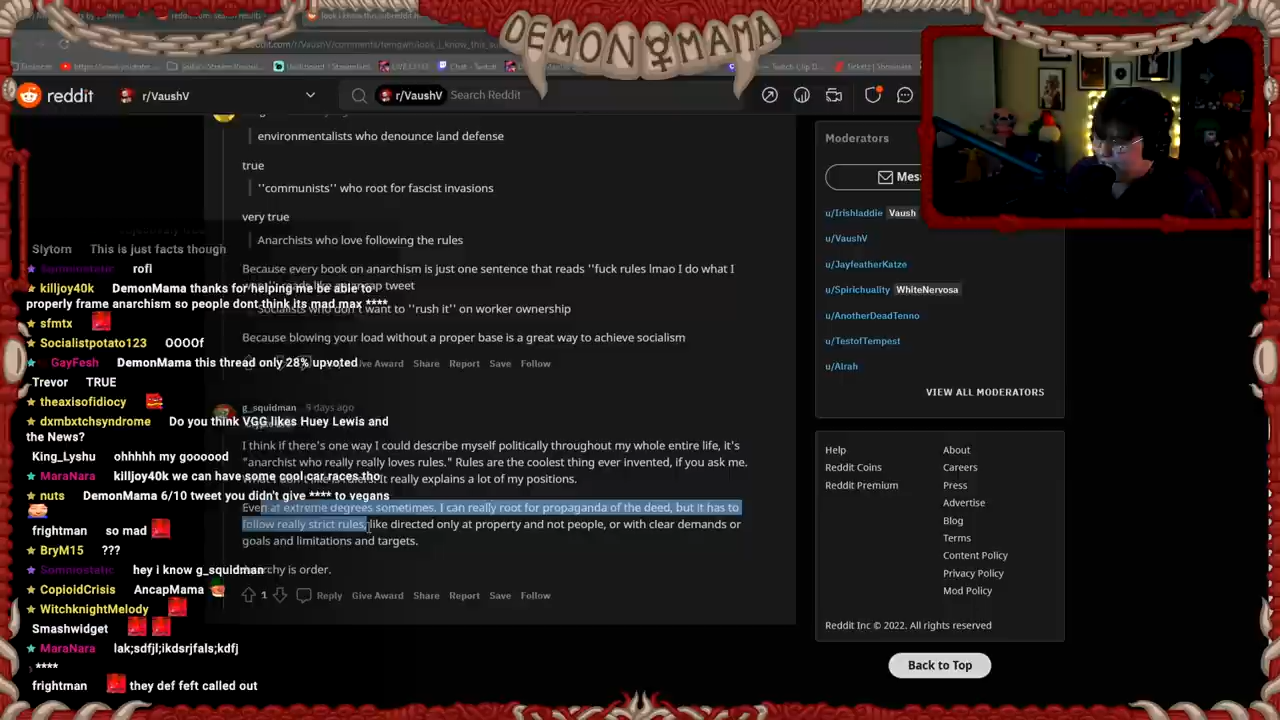 DEMON MAMA
reddit
r/VaushV
r/VaushV
Search Reddit
environmentalists who denounce land defense
true
''communists'' who root for fascist invasions
very true
Anarchists who love following the rules
Because every book on anarchism is just one sentence that reads ''fuck rules lmao I do what I
tweet
Socialists who don't want to ''rush it'' on worker ownership
Because blowing your load without a proper base is a great way to achieve socialism
Give Award Share Report Save Follow
g_squidman 5 days ago
I think if there's one way I could describe myself politically throughout my whole entire life, it's
"anarchist who really really loves rules." Rules are the coolest thing ever invented, if you ask me.
It really explains a lot of my positions.
Even at extreme degrees sometimes. I can really root for propaganda of the deed, but it has to
follow really strict rules, like directed only at property and not people, or with clear demands or
goals and limitations and targets.
Anarchy is order.
1 Reply Give Award Share Report Save Follow
Slytorn This is just facts though
Somniostatic rofl
killjoy40k DemonMama thanks for helping me be able to
properly frame anarchism so people dont think its mad max ****
sfmtx
Socialistpotato123 OOOOf
GayFesh DemonMama this thread only 28% upvoted
Trevor TRUE
theaxisofidiocy
dxmbxtchsyndrome Do you think VGG likes Huey Lewis and
the News?
King_Lyshu ohhhhh my goooood
MaraNara killjoy40k we can have some cool car races tho
nuts DemonMama 6/10 tweet you didn't give **** to vegans
frightman so mad
BryM15 ???
Somniostatic hey i know g_squidman
CopioidCrisis AncapMama
WitchknightMelody
Smashwidget
MaraNara lak;sdfjl;ikdsrjfals;kdfj
****
frightman they def feft called out
Moderators
Mess
u/Irishladdie Vaush
u/VaushV
u/JayfeatherKatze
u/Spirichuality WhiteNervosa
u/AnotherDeadTenno
u/TestofTempest
u/Alrah
VIEW ALL MODERATORS
Help About
Reddit Coins Careers
Reddit Premium Press
Advertise
Blog
Terms
Content Policy
Privacy Policy
Mod Policy
Reddit Inc © 2022. All rights reserved
Back to Top